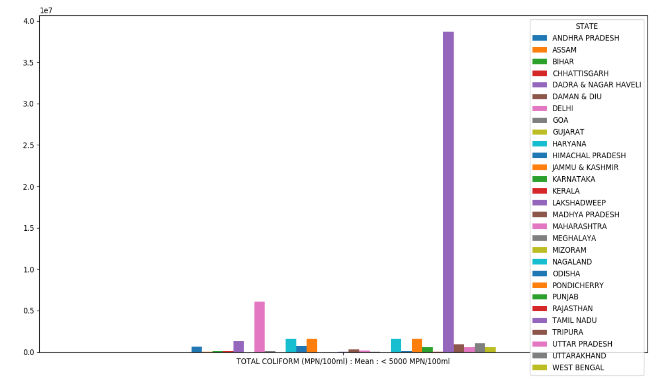 1e7
4.0
3.5
3.0
2.5
2.0
1.5
1.0
0.5
0.0
TOTAL COLIFORM (MPN/100ml) : Mean : < 5000 MPN/100ml
STATE
ANDHRA PRADESH
ASSAM
BIHAR
CHHATTISGARH
DADRA & NAGAR HAVELI
DAMAN & DIU
DELHI
GOA
GUJARAT
HARYANA
HIMACHAL PRADESH
JAMMU & KASHMIR
KARNATAKA
KERALA
LAKSHADWEEP
MADHYA PRADESH
MAHARASHTRA
MEGHALAYA
MIZORAM
NAGALAND
ODISHA
PONDICHERRY
PUNJAB
RAJASTHAN
TAMIL NADU
TRIPURA
UTTAR PRADESH
UTTARAKHAND
WEST BENGAL